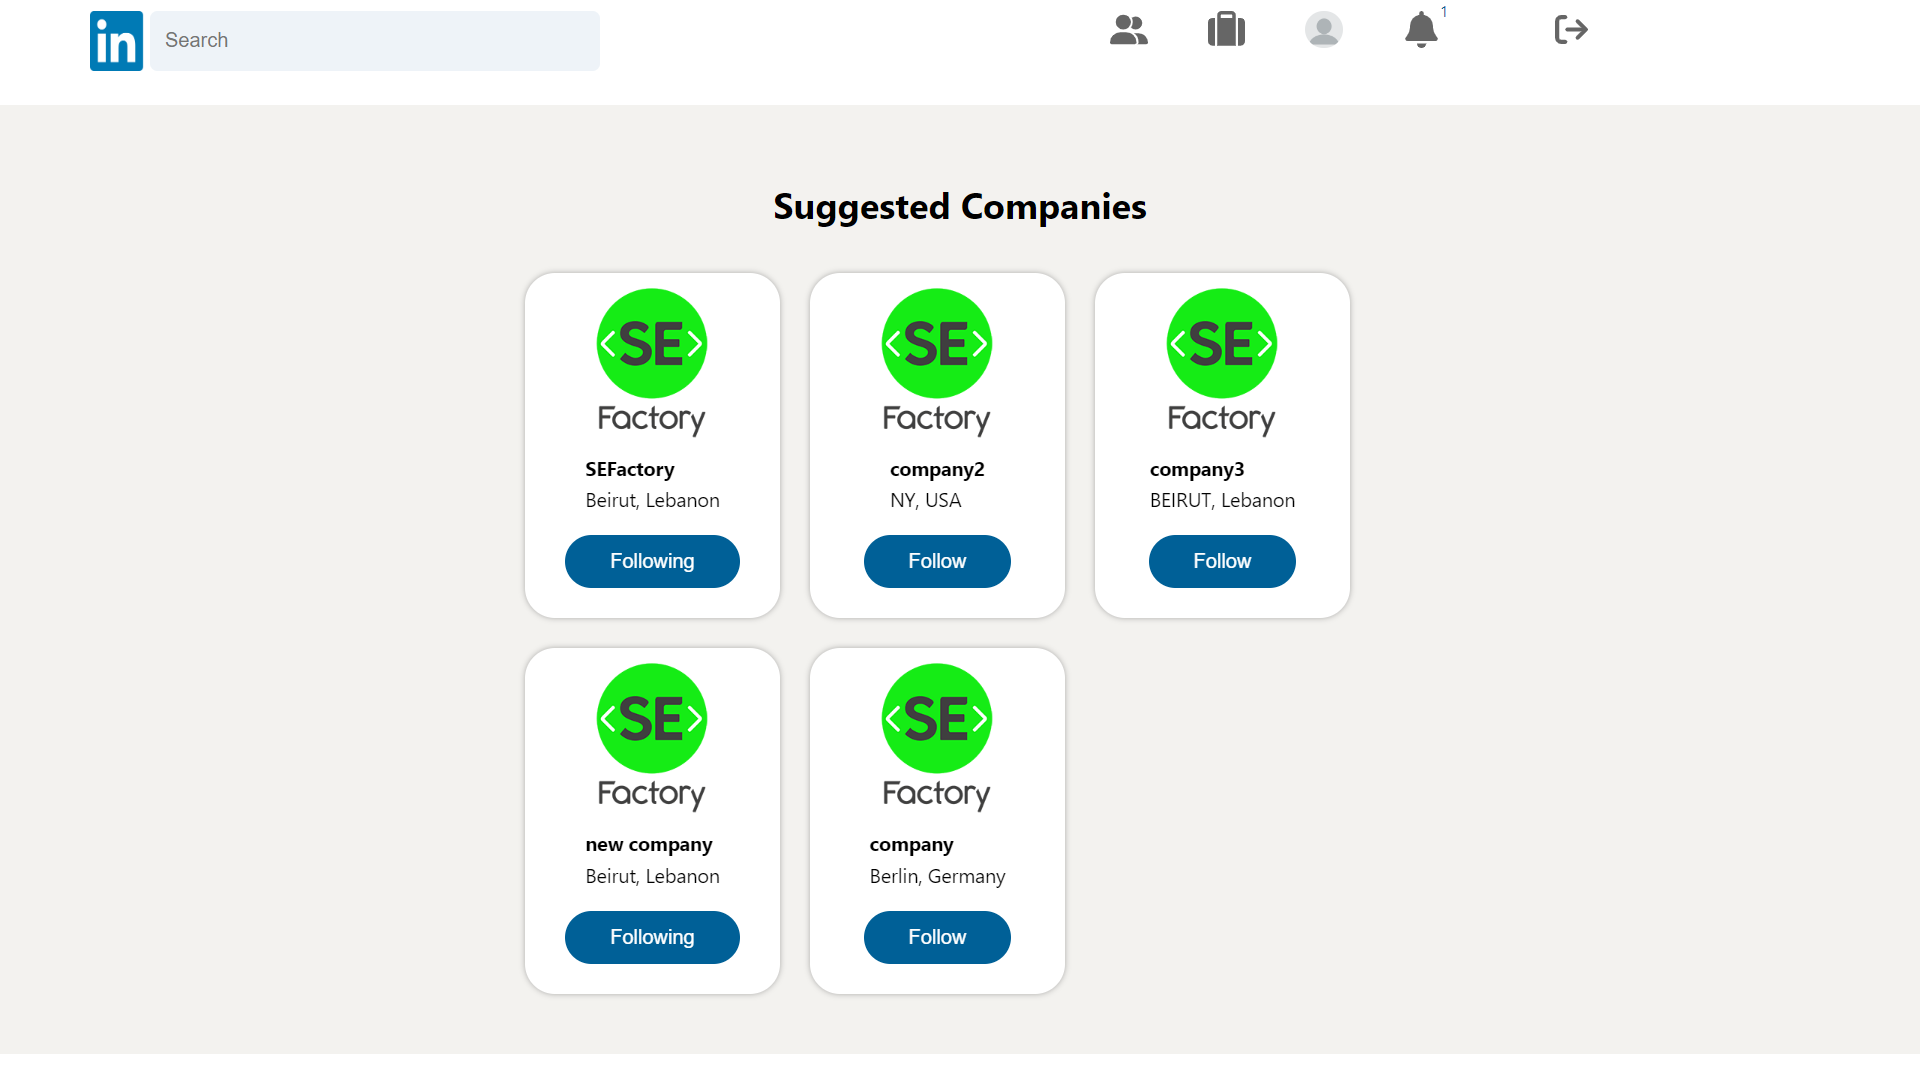 in
Search
1
Suggested Companies
<SE>
Factory
SEFactory
Beirut, Lebanon
Following
<SE>
Factory
company2
NY, USA
Follow
<SE>
Factory
company3
BEIRUT, Lebanon
Follow
<SE>
Factory
new company
Beirut, Lebanon
Following
<SE>
Factory
company
Berlin, Germany
Follow